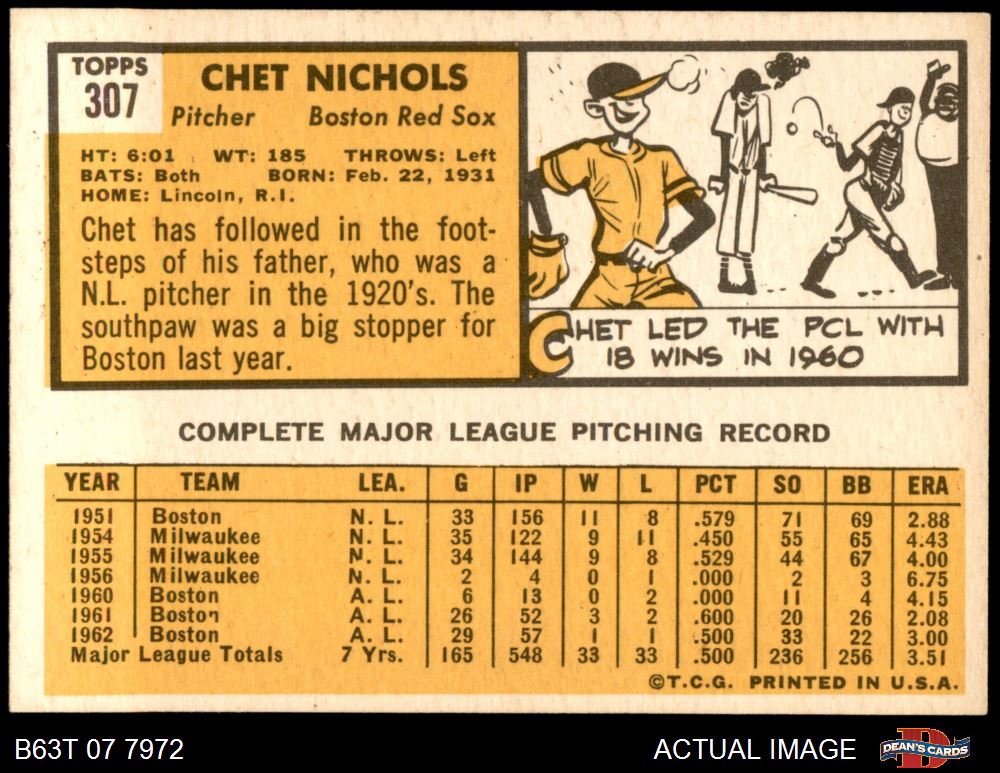 TOPPS
307
CHET NICHOLS
Pitcher Boston Red Sox
HT: 6:01 WT: 185 THROWS: Left
BATS: Both BORN: Feb. 22, 1931
HOME: Lincoln, R.I.
Chet has followed in the foot-
steps of his father, who was a
N.L. pitcher in the 1920's. The
southpaw was a big stopper for
Boston last year.
CHET LED THE PCL WITH
18 WINS IN 1960
COMPLETE MAJOR LEAGUE PITCHING RECORD
YEAR TEAM LEA. G IP W L PCT SO BB ERA
1951 Boston N. L. 33 156 11 8 .579 71 69 2.88
1954 Milwaukee N. L. 35 122 9 11 .450 55 65 4.43
1955 Milwaukee N. L. 34 144 9 8 .529 44 67 4.00
1956 Milwaukee N. L. 2 4 0 1 .000 2 3 6.75
1960 Boston A. L. 6 13 0 2 .000 11 4 4.15
1961 Boston A. L. 26 52 3 2 .600 20 26 2.08
1962 Boston A. L. 29 57 1 1 .500 33 22 3.00
Major League Totals 7 Yrs. 165 548 33 33 .500 236 256 3.51
©T.C.G. PRINTED IN U.S.A.
B63T 07 7972 ACTUAL IMAGE DEAN'S CARDS